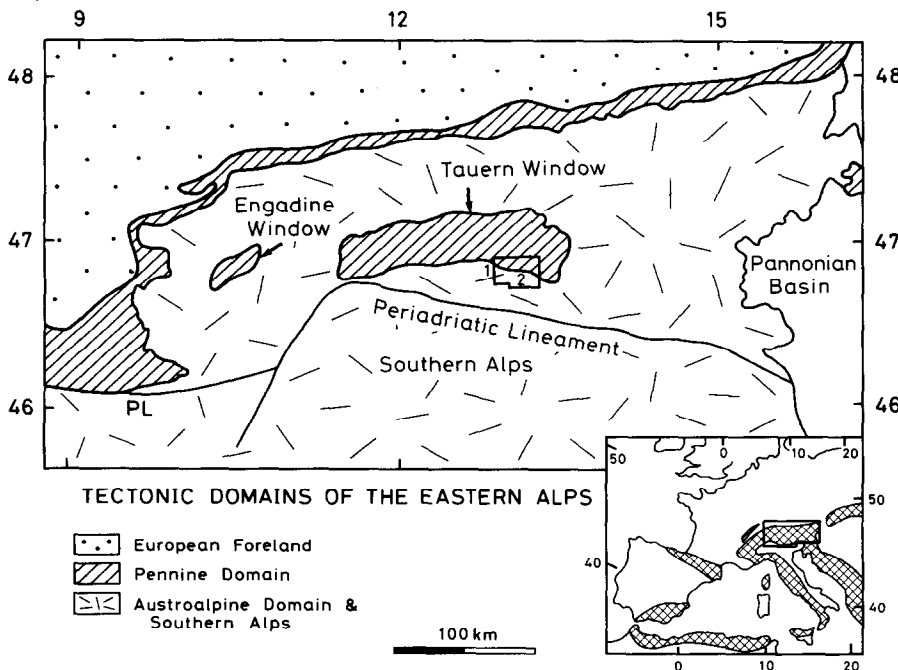 9 12 15
48 48
Tauern Window
Engadine
Window
47 47
1
2
Pannonian
Basin
Periadriatic Lineament
Southern Alps
46 46
PL
TECTONIC DOMAINS OF THE EASTERN ALPS
European Foreland
Pennine Domain
Austroalpine Domain &
Southern Alps
100 km
0 10 20
50
50
40
40
0 10 20